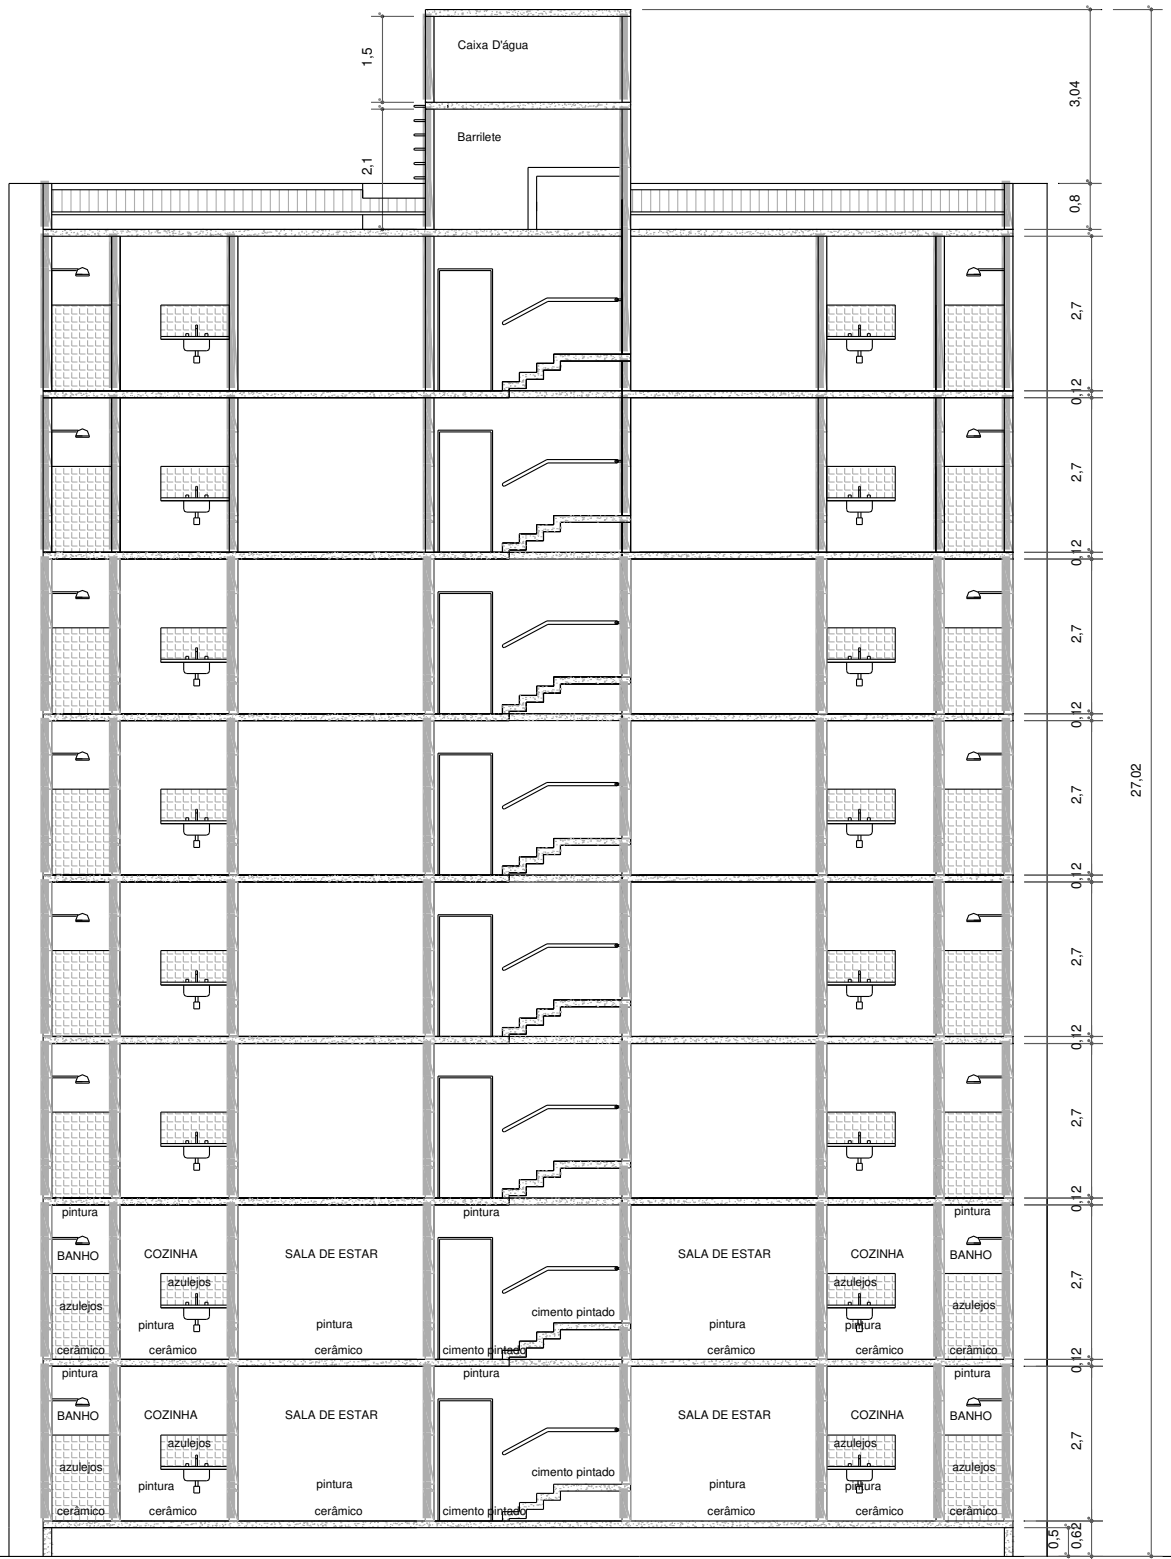 Caixa D'água
1,5
3,04
Barrilete
2,1
0,8
2,7
0,12
2,7
0,12
2,7
0,12
27,02
2,7
0,12
2,7
0,12
2,7
0,12
pintura pintura pintura
BANHO COZINHA SALA DE ESTAR SALA DE ESTAR COZINHA BANHO
azulejos azulejos 2,7
azulejos cimento pintado azulejos
pintura pintura pintura pintura
cerâmico cerâmico cerâmico cimento pintado cerâmico cerâmico cerâmico
0,12
pintura pintura pintura
BANHO COZINHA SALA DE ESTAR SALA DE ESTAR COZINHA BANHO
azulejos azulejos 2,7
azulejos cimento pintado azulejos
pintura pintura pintura pintura
cerâmico cerâmico cerâmico cimento pintado cerâmico cerâmico cerâmico
0,5 0,62